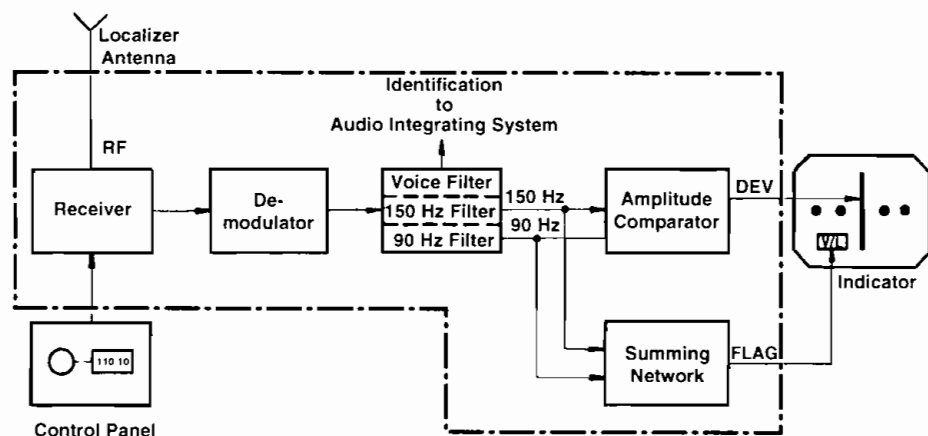 Localizer
Antenna
Identification
to
Audio Integrating System
RF
Receiver
De-
modulator
Voice Filter
150 Hz Filter
90 Hz Filter
150 Hz
90 Hz
Amplitude
Comparator
DEV
V/L
Indicator
Summing
Network
FLAG
110 10
Control Panel